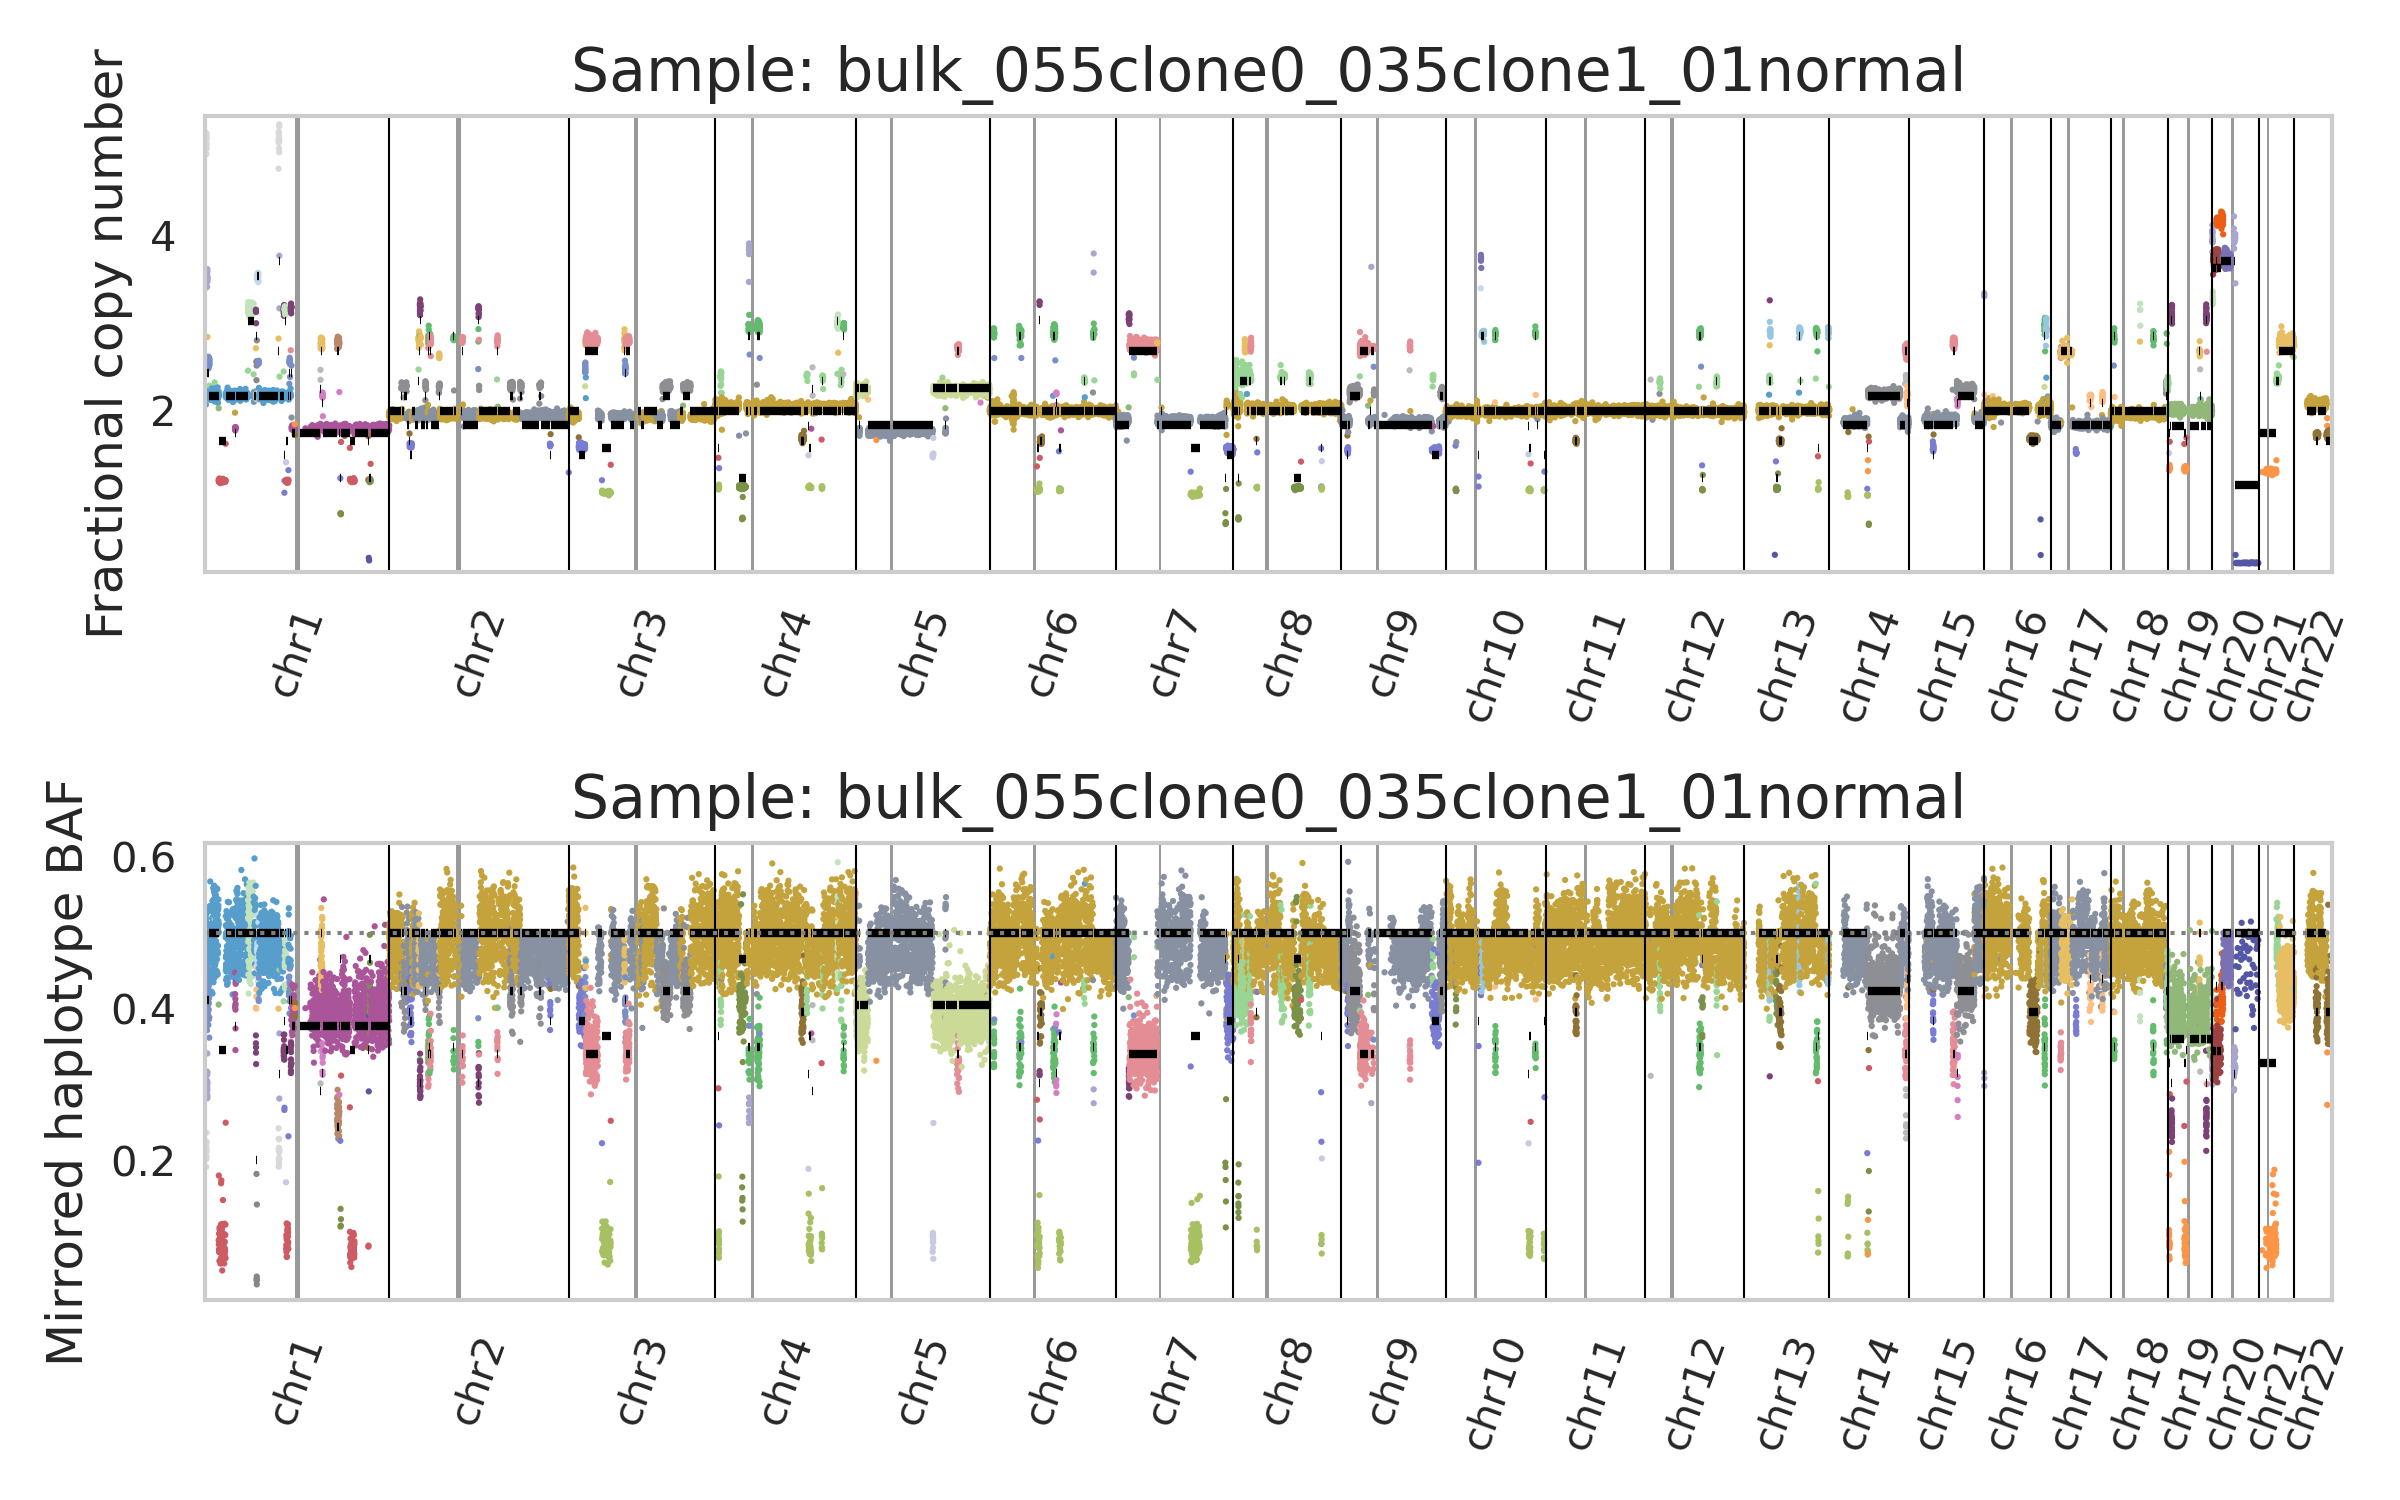 Sample: bulk_055clone0_035clone1_01normal
Fractional copy number
4
2
chr1
chr2
chr3
chr4
chr5
chr6
chr7
chr8
chr9
chr10
chr11
chr12
chr13
chr14
chr15
chr16
chr17
chr18
chr19
chr20
chr21
chr22
Sample: bulk_055clone0_035clone1_01normal
Mirrored haplotype BAF
0.6
0.4
0.2
chr1
chr2
chr3
chr4
chr5
chr6
chr7
chr8
chr9
chr10
chr11
chr12
chr13
chr14
chr15
chr16
chr17
chr18
chr19
chr20
chr21
chr22